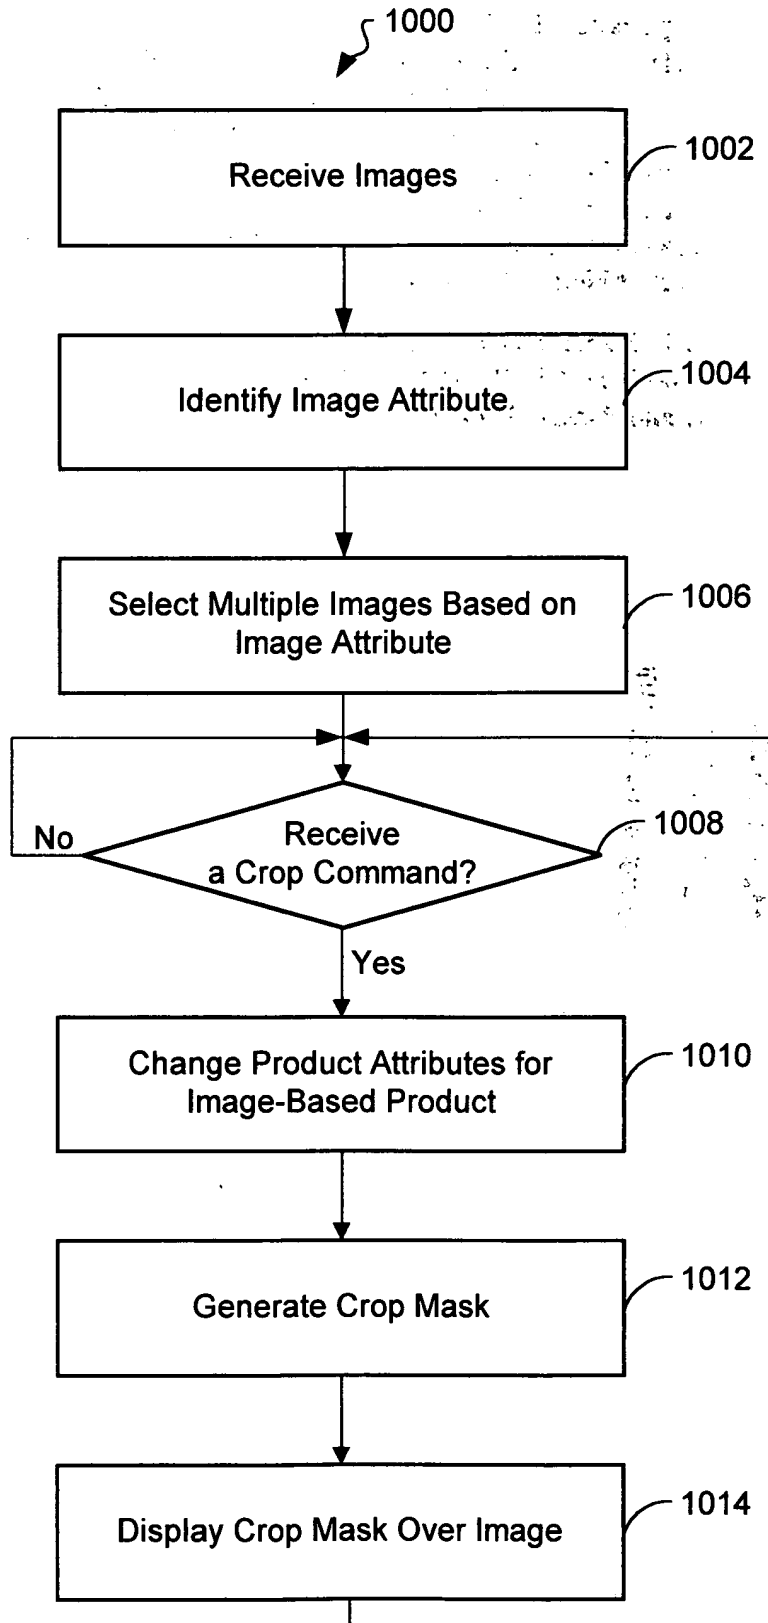 1000
Receive Images
1002
Identify Image Attribute
1004
Select Multiple Images Based on
Image Attribute
1006
No
Receive
a Crop Command?
1008
Yes
Change Product Attributes for
Image-Based Product
1010
Generate Crop Mask
1012
Display Crop Mask Over Image
1014